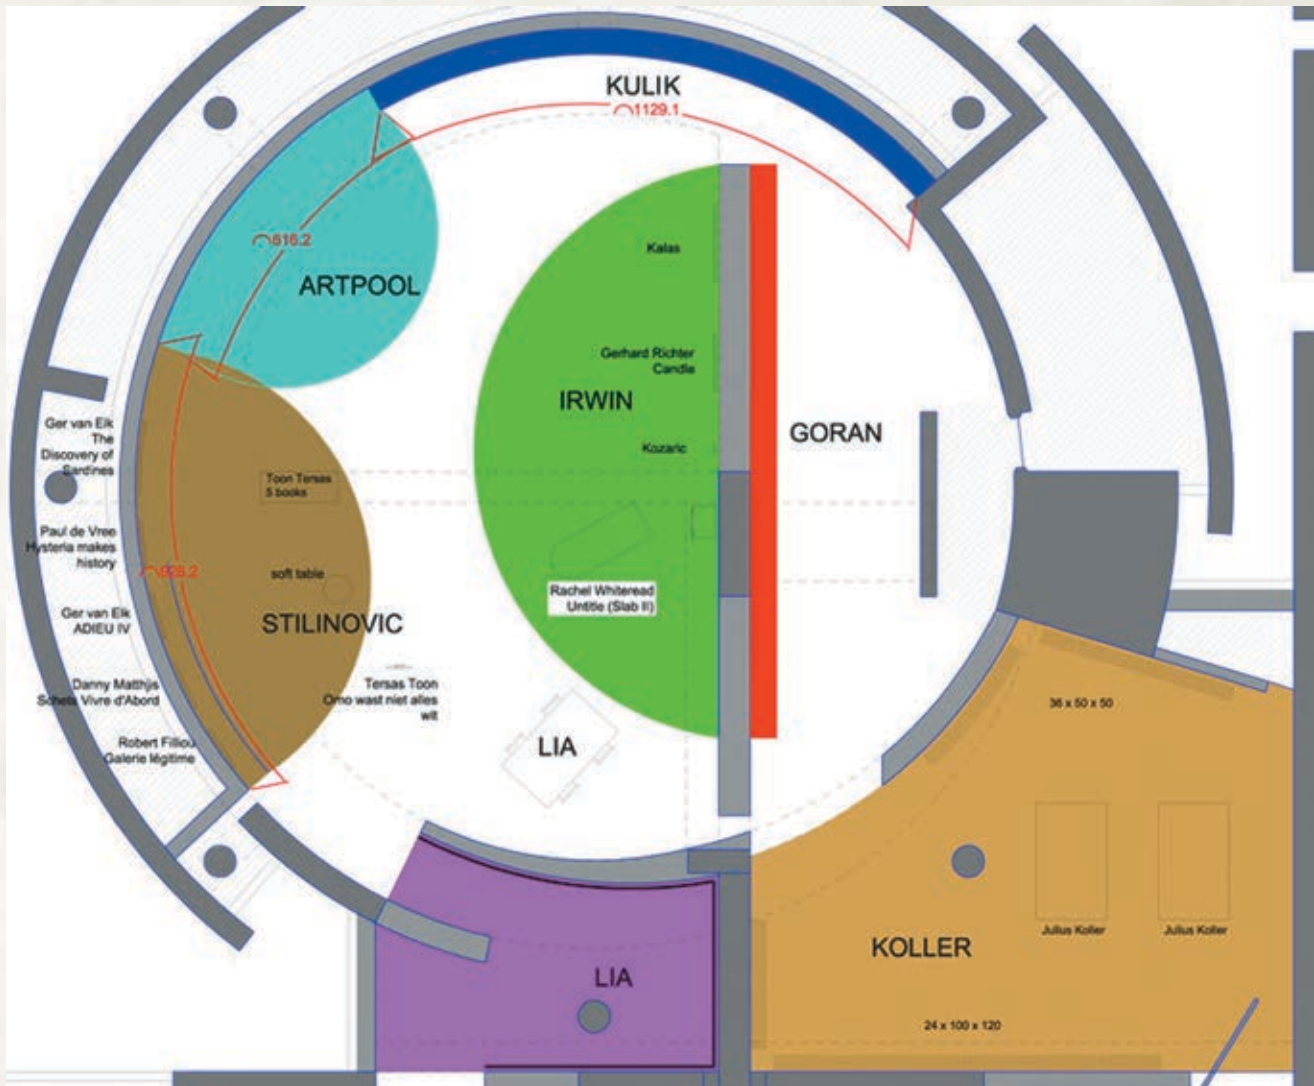 KULIK
1129.1
616.2
ARTPOOL
Kalas
Gerhard Richter
Candle
IRWIN
Kozaric
GORAN
Ger van Elk
The
Discovery of
Sardines
Toon Tersas
5 books
Paul de Vree
Hysteria makes
history
928.2
soft table
Rachel Whiteread
Untitle (Slab II)
STILINOVIC
Ger van Elk
ADIEU IV
Danny Matthijs
Schets Vivre d'Abord
Tersas Toon
Omo wast niet alles
wit
Robert Filliou
Galerie légitime
LIA
36 x 50 x 50
Julius Koller
Julius Koller
KOLLER
LIA
24 x 100 x 120